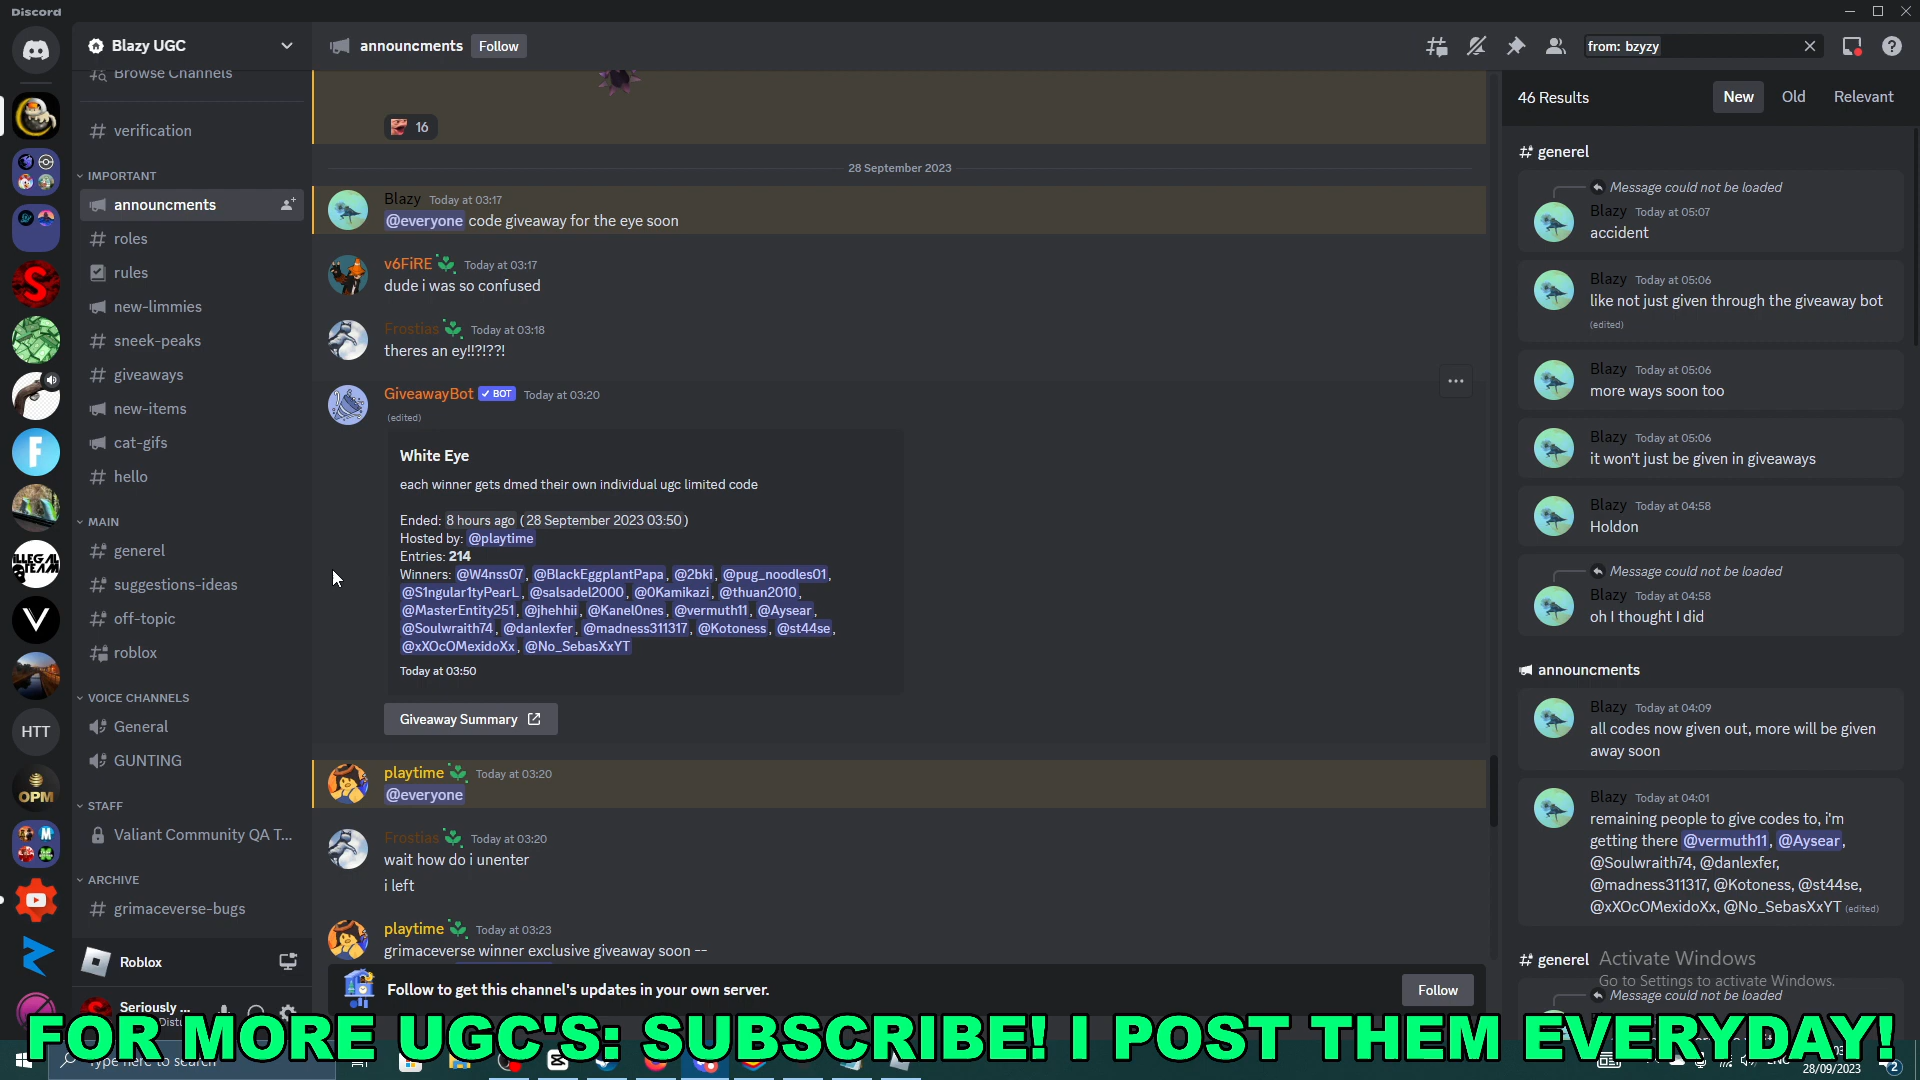 Discord
Blazy UGC
Browse Channels
verification
IMPORTANT
announcments
roles
rules
new-limmies
sneek-peaks
giveaways
new-items
cat-gifs
hello
MAIN
generel
suggestions-ideas
off-topic
roblox
VOICE CHANNELS
General
GUNTING
STAFF
Valiant Community QA T...
ARCHIVE
grimaceverse-bugs
Roblox
Seriously ...
HTT
OPM
announcments Follow
16
28 September 2023
Blazy Today at 03:17
@everyone code giveaway for the eye soon
v6FiRE Today at 03:17
dude i was so confused
Frostias Today at 03:18
theres an ey!!?!??!
GiveawayBot BOT Today at 03:20
(edited)
White Eye
each winner gets dmed their own individual ugc limited code
Ended: 8 hours ago (28 September 2023 03:50)
Hosted by: @playtime
Entries: 214
Winners: @W4nss07, @BlackEggplantPapa, @2bki, @pug_noodles01,
@S1ngular1tyPearL, @salsadel2000, @0Kamikazi, @thuan2010,
@MasterEntity251, @jhehhii, @Kanel0nes, @vermuth11, @Aysear,
@Soulwraith74, @danlexfer, @madness311317, @Kotoness, @st44se,
@xXOcOMexidoXx, @No_SebasXxYT
Today at 03:50
Giveaway Summary
playtime Today at 03:20
@everyone
Frostias Today at 03:20
wait how do i unenter
i left
playtime Today at 03:23
grimaceverse winner exclusive giveaway soon --
Follow to get this channel's updates in your own server.
Follow
from: bzyzy
46 Results
New Old Relevant
generel
Message could not be loaded
Blazy Today at 05:07
accident
Blazy Today at 05:06
like not just given through the giveaway bot
(edited)
Blazy Today at 05:06
more ways soon too
Blazy Today at 05:06
it won't just be given in giveaways
Blazy Today at 04:58
Holdon
Message could not be loaded
Blazy Today at 04:58
oh I thought I did
announcments
Blazy Today at 04:09
all codes now given out, more will be given
away soon
Blazy Today at 04:01
remaining people to give codes to, i'm
getting there @vermuth11, @Aysear,
@Soulwraith74, @danlexfer,
@madness311317, @Kotoness, @st44se,
@xXOcOMexidoXx, @No_SebasXxYT (edited)
generel
Activate Windows
Go to Settings to activate Windows.
Message could not be loaded
FOR MORE UGC'S: SUBSCRIBE! I POST THEM EVERYDAY!
Type here to search
28/09/2023
2